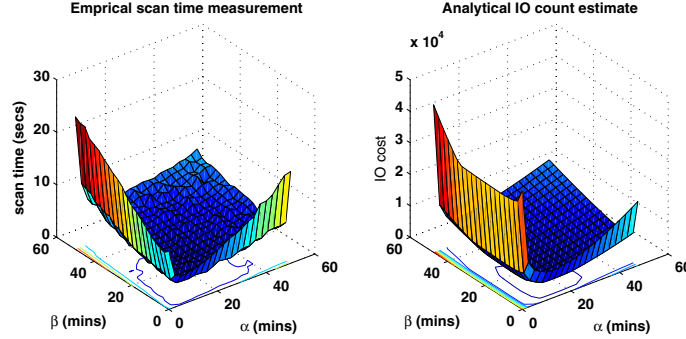 Emprical scan time measurement
30
20
10
0
scan time (secs)
60
40
20
0
β (mins)
0
20
40
60
α (mins)
Analytical IO count estimate
x 10^4
5
4
3
2
1
0
IO cost
60
40
20
0
β (mins)
0
20
40
60
α (mins)